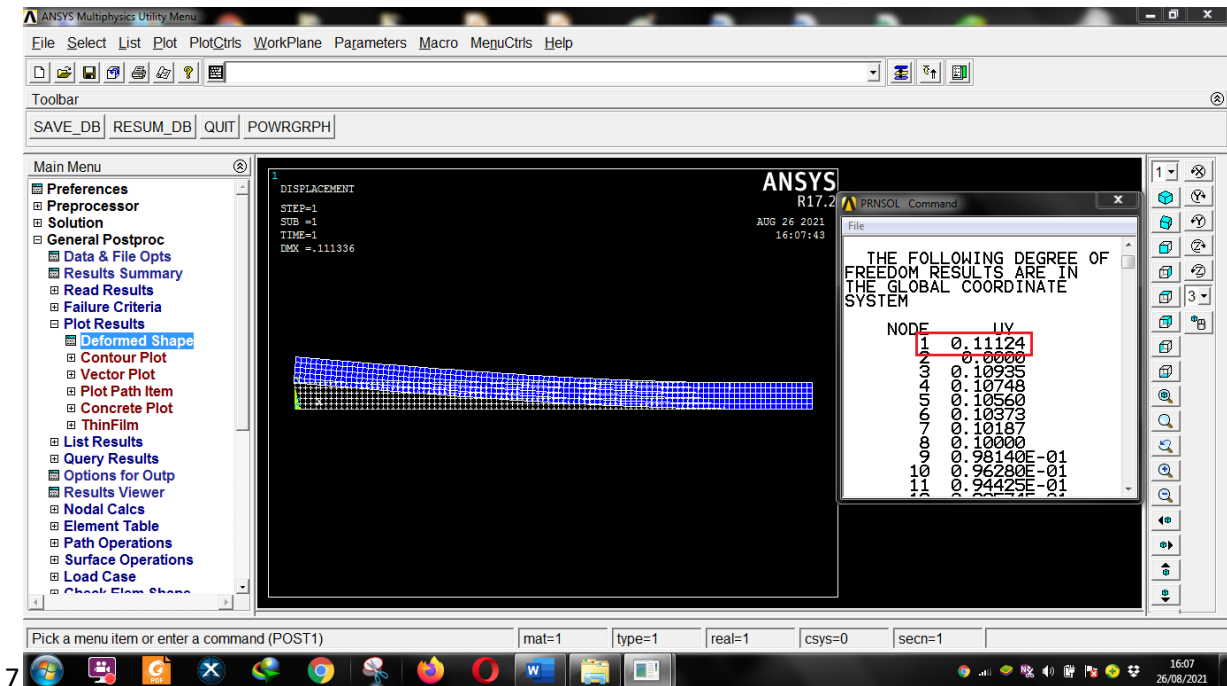 ANSYS Multiphysics Utility Menu
File Select List Plot PlotCtrls WorkPlane Parameters Macro MenuCtrls Help
Toolbar
SAVE_DB RESUM_DB QUIT POWRGRPH
Main Menu
Preferences
Preprocessor
Solution
General Postproc
Data & File Opts
Results Summary
Read Results
Failure Criteria
Plot Results
Deformed Shape
Contour Plot
Vector Plot
Plot Path Item
Concrete Plot
ThinFilm
List Results
Query Results
Options for Outp
Results Viewer
Nodal Calcs
Element Table
Path Operations
Surface Operations
Load Case
Check Elem Shape
1
DISPLACEMENT
STEP=1
SUB =1
TIME=1
DMX =.111336
ANSYS
R17.2
AUG 26 2021
16:07:43
X
PRNSOL Command
File
THE FOLLOWING DEGREE OF
FREEDOM RESULTS ARE IN
THE GLOBAL COORDINATE
SYSTEM
NODE UY
1 0.11124
2 0.0000
3 0.10935
4 0.10748
5 0.10560
6 0.10373
7 0.10187
8 0.10000
9 0.98140E-01
10 0.96280E-01
11 0.94425E-01
1
3
Pick a menu item or enter a command (POST1) mat=1 type=1 real=1 csys=0 secn=1
7
16:07
26/08/2021